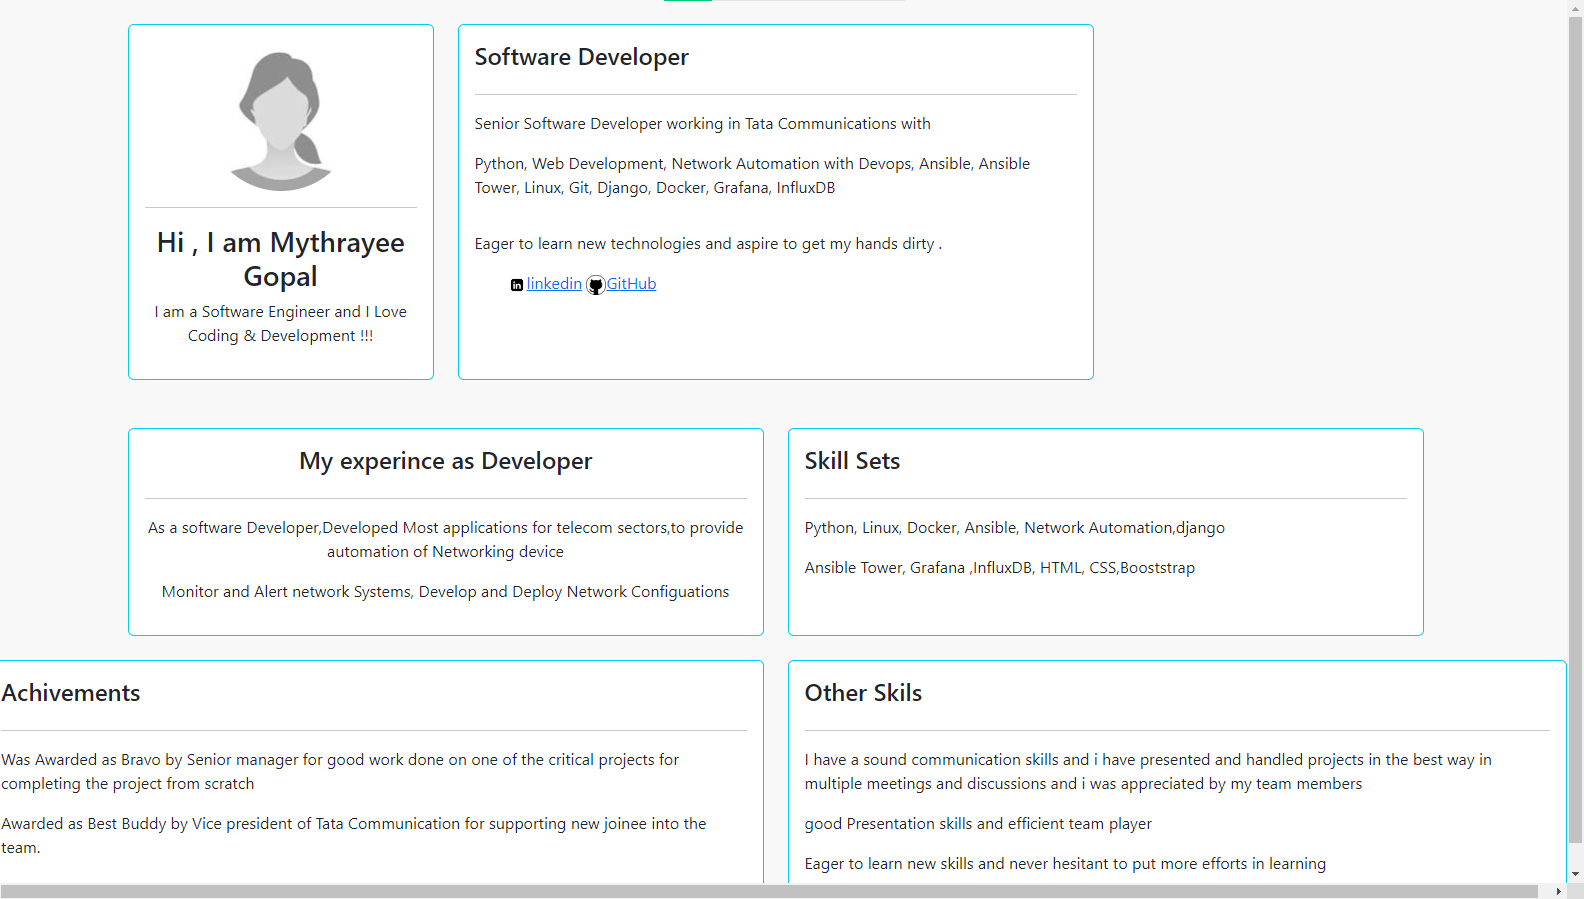 Hi , I am Mythrayee
Gopal
I am a Software Engineer and I Love
Coding & Development !!!
Software Developer
Senior Software Developer working in Tata Communications with
Python, Web Development, Network Automation with Devops, Ansible, Ansible
Tower, Linux, Git, Django, Docker, Grafana, InfluxDB
Eager to learn new technologies and aspire to get my hands dirty .
in linkedin GitHub
My experince as Developer
As a software Developer,Developed Most applications for telecom sectors,to provide
automation of Networking device
Monitor and Alert network Systems, Develop and Deploy Network Configuations
Skill Sets
Python, Linux, Docker, Ansible, Network Automation,django
Ansible Tower, Grafana ,InfluxDB, HTML, CSS,Booststrap
Achivements
Was Awarded as Bravo by Senior manager for good work done on one of the critical projects for
completing the project from scratch
Awarded as Best Buddy by Vice president of Tata Communication for supporting new joinee into the
team.
Other Skils
I have a sound communication skills and i have presented and handled projects in the best way in
multiple meetings and discussions and i was appreciated by my team members
good Presentation skills and efficient team player
Eager to learn new skills and never hesitant to put more efforts in learning